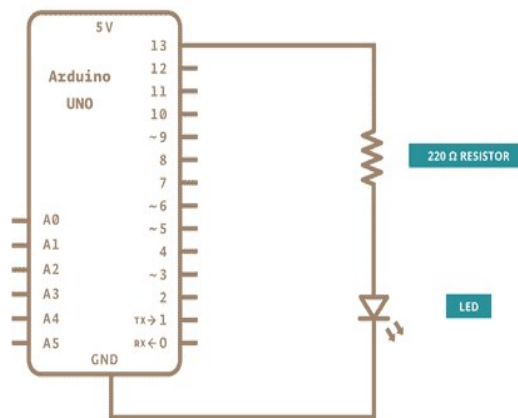 5V
Arduino
UNO
13
12
11
10
~9
8
7
~6
~5
4
~3
2
TX→1
RX←0
A0
A1
A2
A3
A4
A5
GND
220 Ω RESISTOR
LED